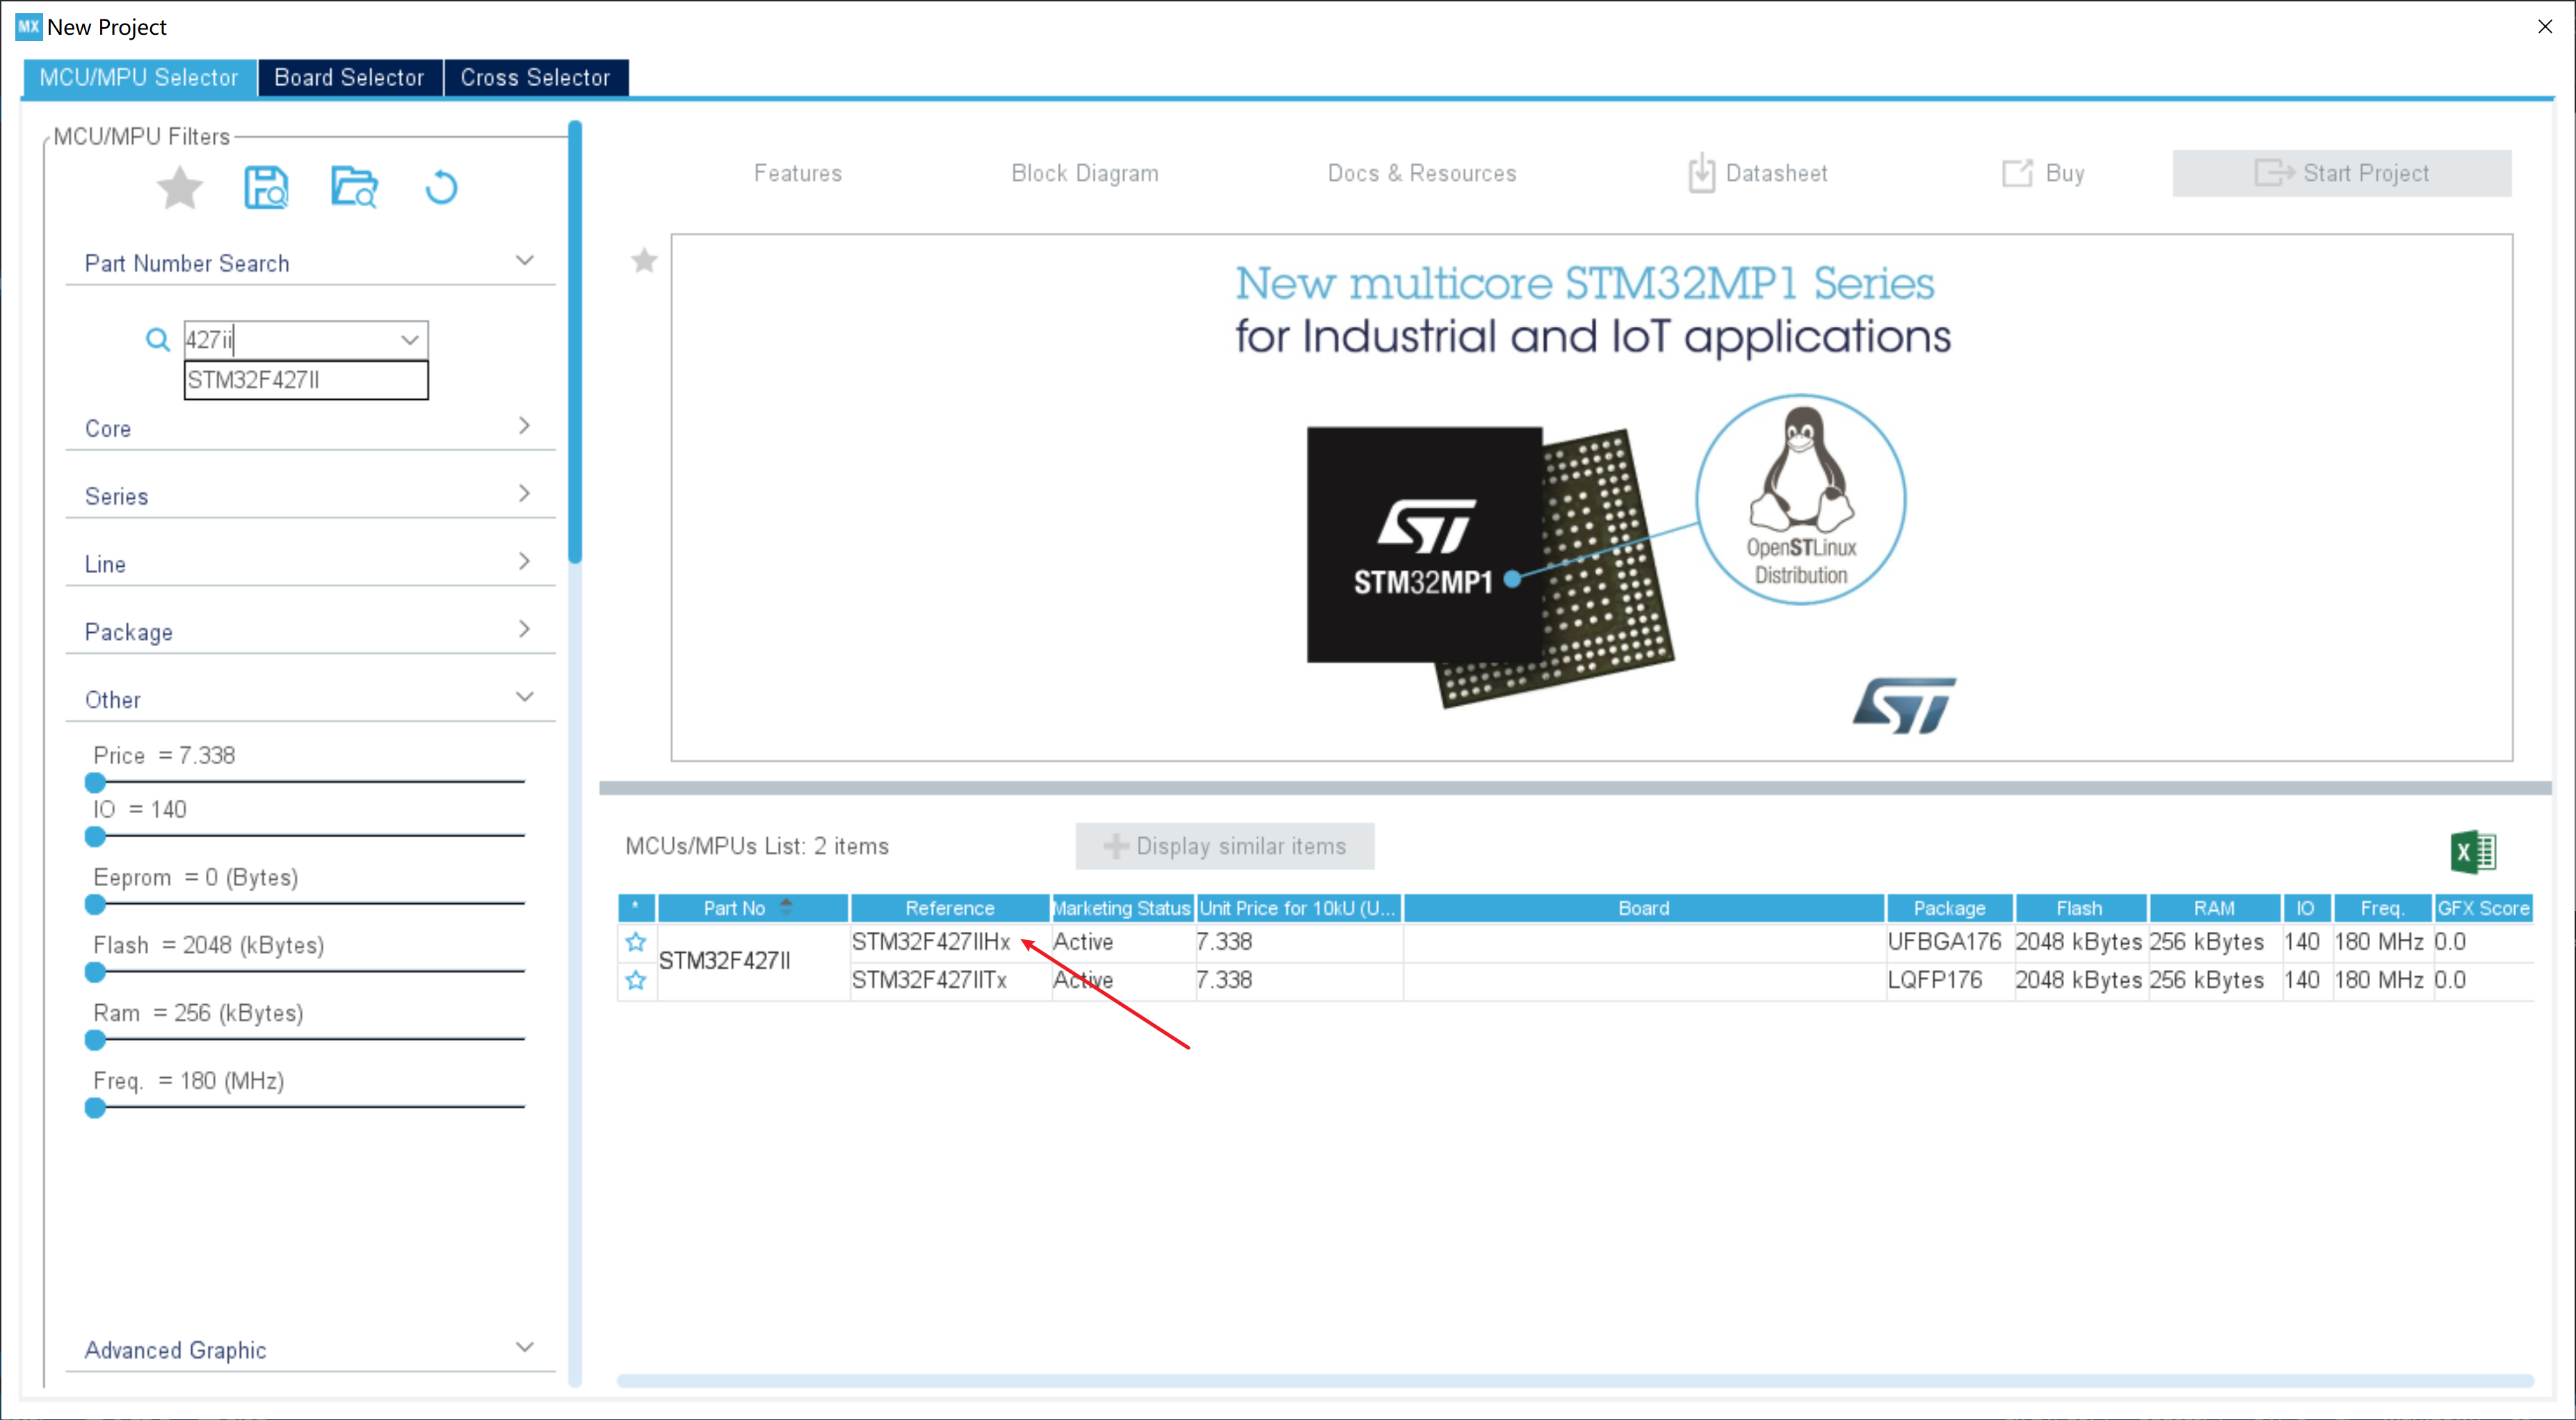 MX New Project
MCU/MPU Selector Board Selector Cross Selector
MCU/MPU Filters
Part Number Search
427ii
STM32F427II
Core
Series
Line
Package
Other
Price = 7.338
IO = 140
Eeprom = 0 (Bytes)
Flash = 2048 (kBytes)
Ram = 256 (kBytes)
Freq. = 180 (MHz)
Advanced Graphic
Features Block Diagram Docs & Resources Datasheet Buy Start Project
New multicore STM32MP1 Series
for Industrial and IoT applications
ST
STM32MP1
OpenSTLinux
Distribution
ST
MCUs/MPUs List: 2 items Display similar items
X
* Part No Reference Marketing Status Unit Price for 10kU (U... Board Package Flash RAM IO Freq. GFX Score
STM32F427II STM32F427IIHx Active 7.338 UFBGA176 2048 kBytes 256 kBytes 140 180 MHz 0.0
STM32F427IITx Active 7.338 LQFP176 2048 kBytes 256 kBytes 140 180 MHz 0.0